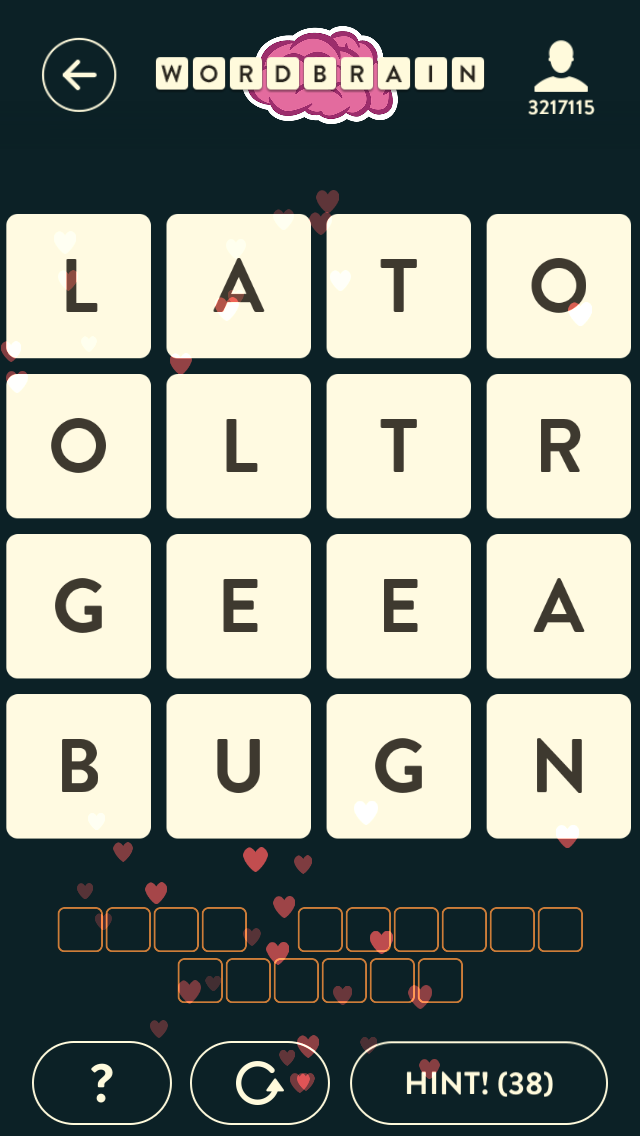 WORDBRAIN
3217115
L A T O
O L T R
G E E A
B U G N
? HINT! (38)